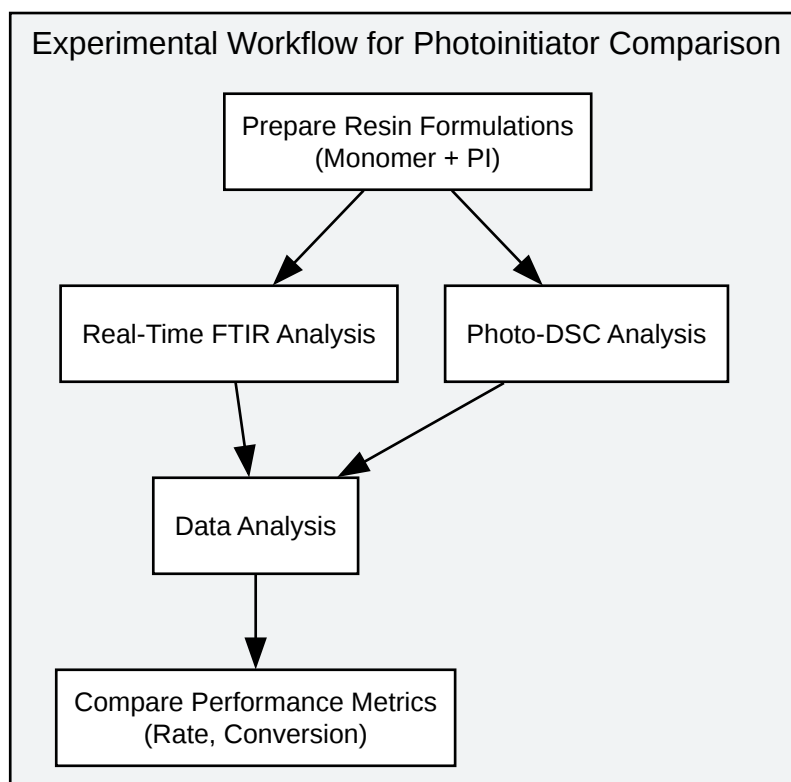 Experimental Workflow for Photoinitiator Comparison
Prepare Resin Formulations
(Monomer + PI)
Real-Time FTIR Analysis
Photo-DSC Analysis
Data Analysis
Compare Performance Metrics
(Rate, Conversion)